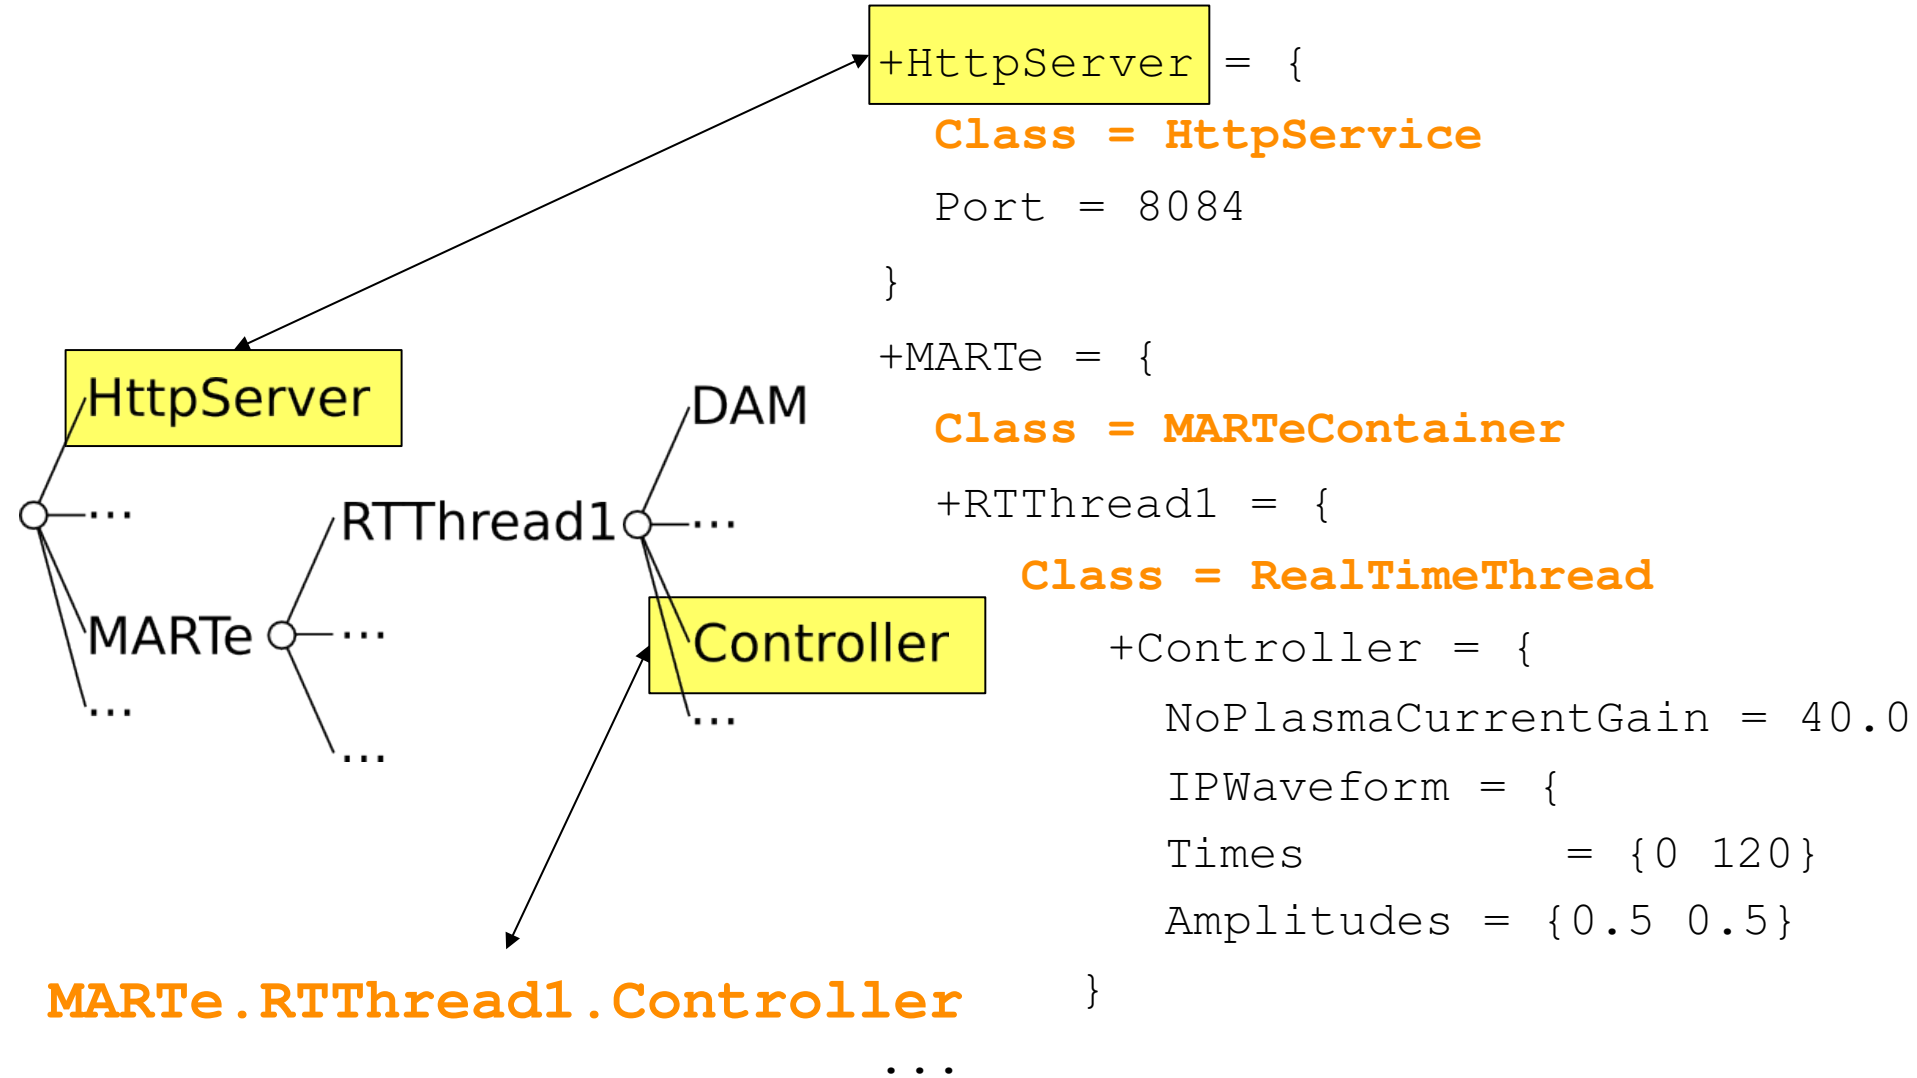 +HttpServer = {
Class = HttpService
Port = 8084
}
+MARTe = {
Class = MARTeContainer
+RTThread1 = {
Class = RealTimeThread
+Controller = {
NoPlasmaCurrentGain = 40.0
IPWaveform = {
Times = {0 120}
Amplitudes = {0.5 0.5}
}
...
HttpServer
...
MARTe
...
RTThread1
...
...
DAM
...
Controller
...
MARTe.RTThread1.Controller